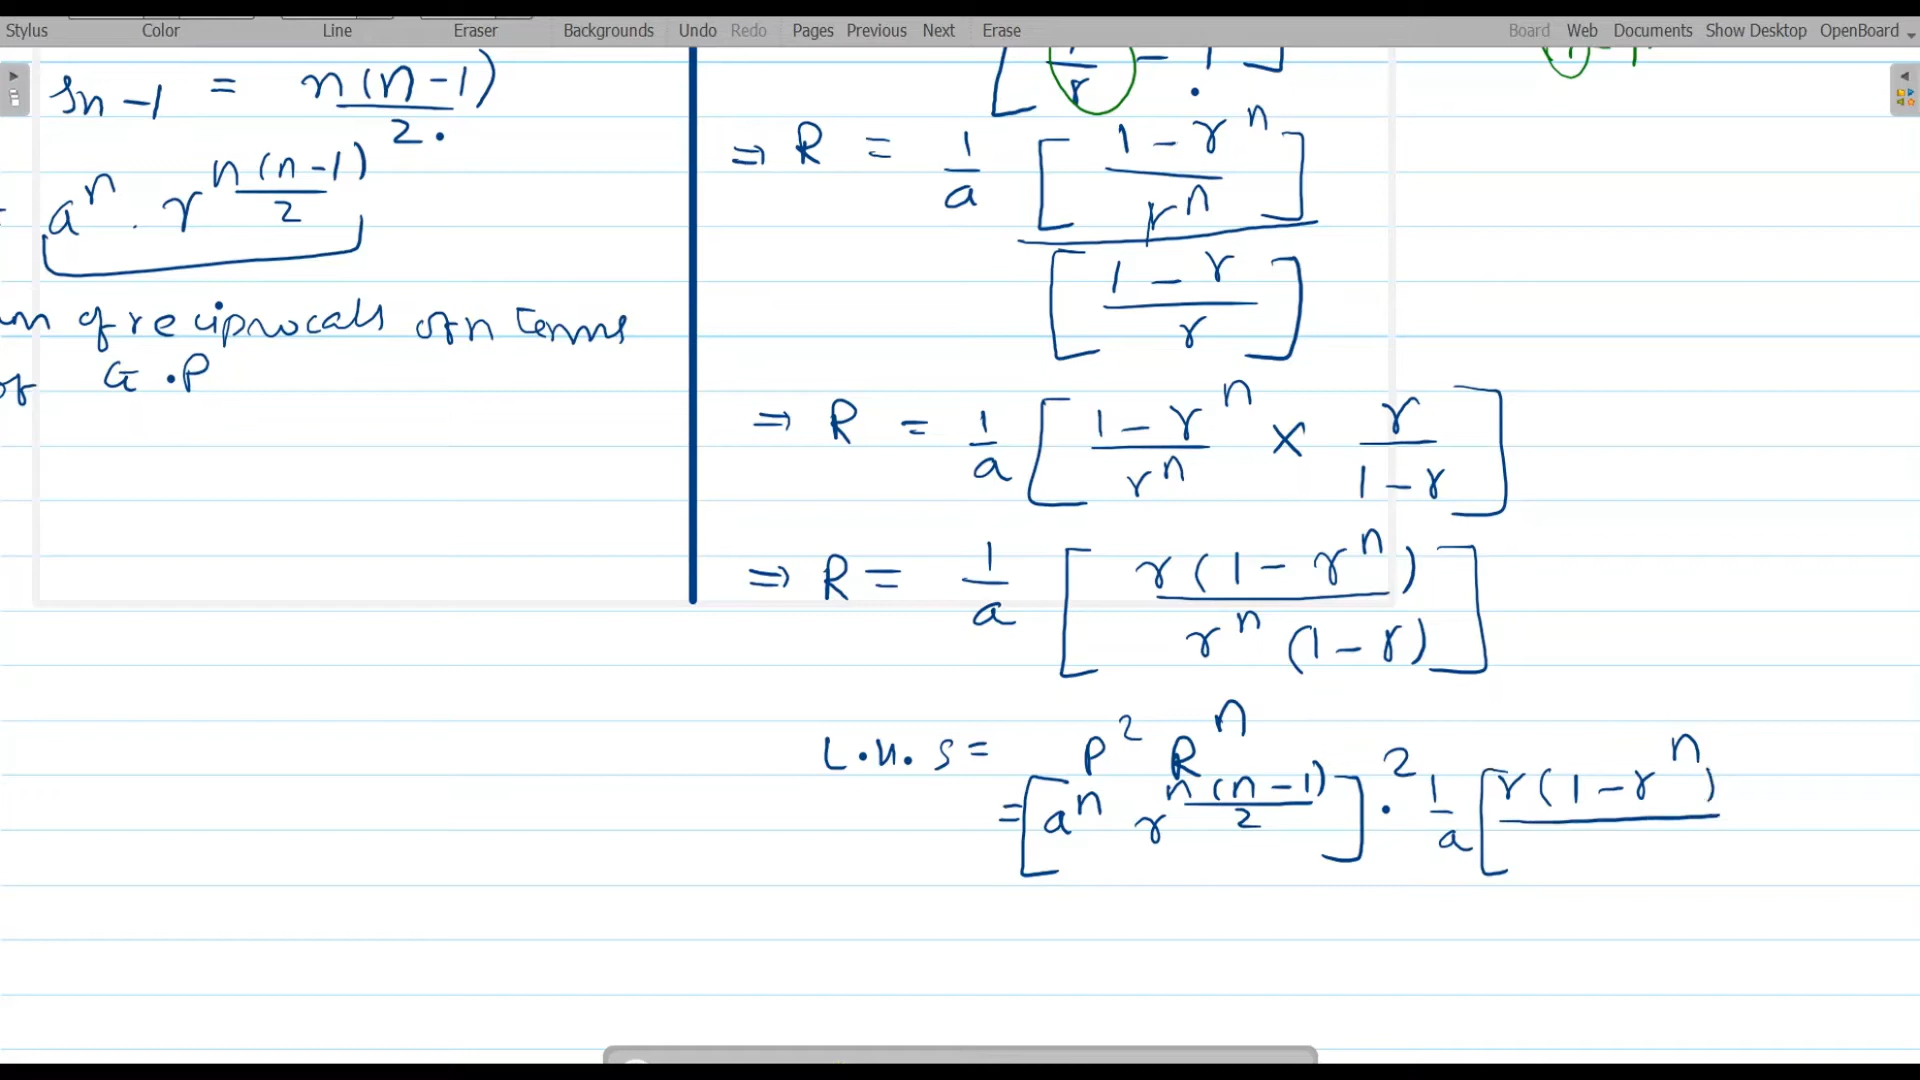 Stylus Color Line Eraser Backgrounds Undo Redo Pages Previous Next Erase Board Web Documents Show Desktop OpenBoard
Sn-1 = n(n-1)/2.
a^n . r^(n(n-1)/2)
of reciprocals of n terms
of G.P
r - 1]
⇒ R = 1/a [(1-r^n)/r^n] / [(1-r)/r]
⇒ R = 1/a [(1-r^n)/r^n × r/(1-r)]
⇒ R = 1/a [r(1-r^n) / r^n(1-r)]
L.H.S = P^2 R^n
= [a^n r^(n(n-1)/2)]^2 . 1/a [r(1-r^n)